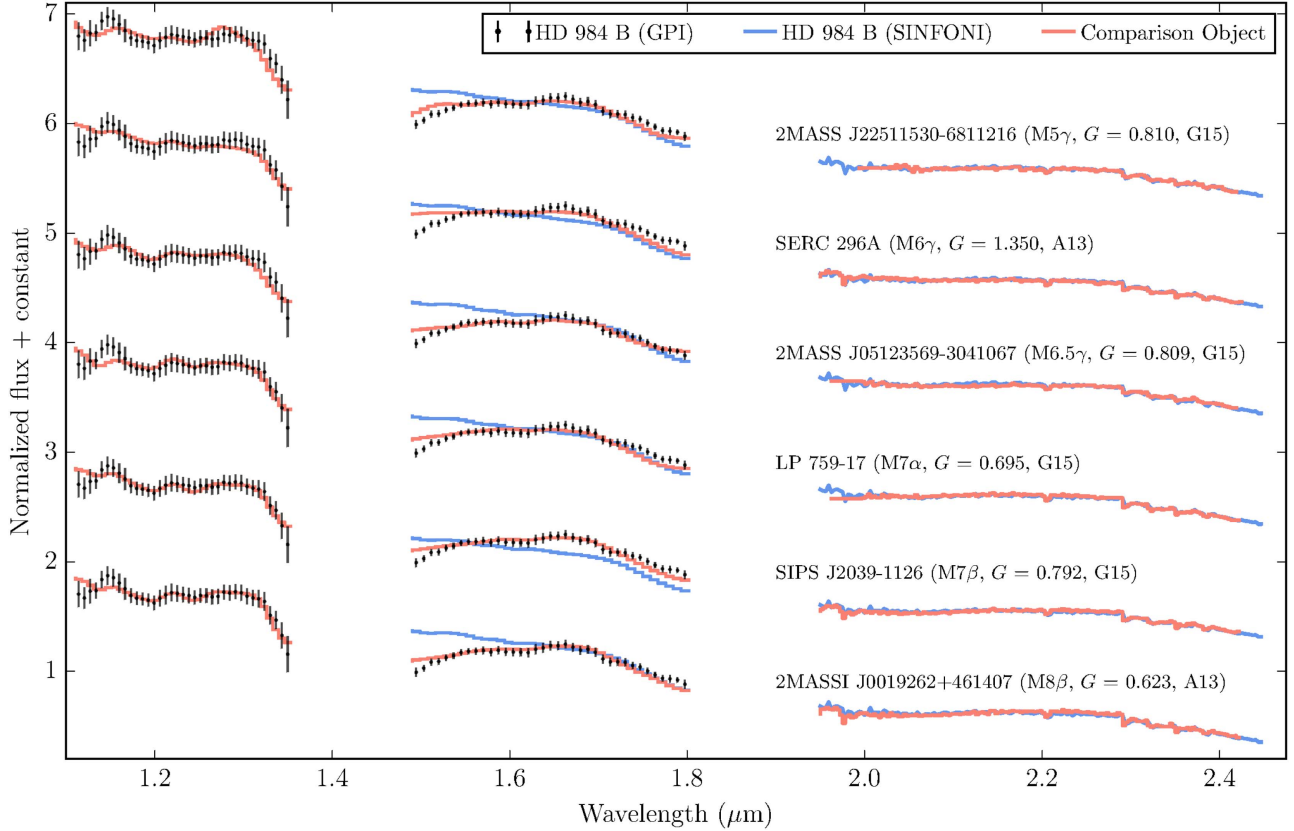 HD 984 B (GPI) HD 984 B (SINFONI) Comparison Object
7
6
5
4
3
2
1
Normalized flux + constant
2MASS J22511530-6811216 (M5γ, G = 0.810, G15)
SERC 296A (M6γ, G = 1.350, A13)
2MASS J05123569-3041067 (M6.5γ, G = 0.809, G15)
LP 759-17 (M7α, G = 0.695, G15)
SIPS J2039-1126 (M7β, G = 0.792, G15)
2MASSI J0019262+461407 (M8β, G = 0.623, A13)
1.2 1.4 1.6 1.8 2.0 2.2 2.4
Wavelength (μm)